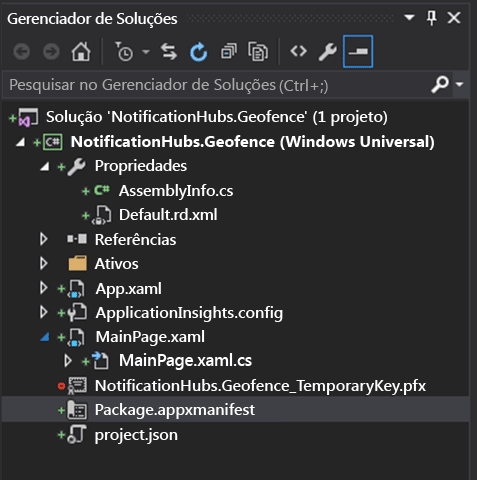 Gerenciador de Soluções
Pesquisar no Gerenciador de Soluções (Ctrl+;)
Solução 'NotificationHubs.Geofence' (1 projeto)
C# NotificationHubs.Geofence (Windows Universal)
Propriedades
C# AssemblyInfo.cs
Default.rd.xml
Referências
Ativos
App.xaml
ApplicationInsights.config
MainPage.xaml
MainPage.xaml.cs
NotificationHubs.Geofence_TemporaryKey.pfx
Package.appxmanifest
project.json